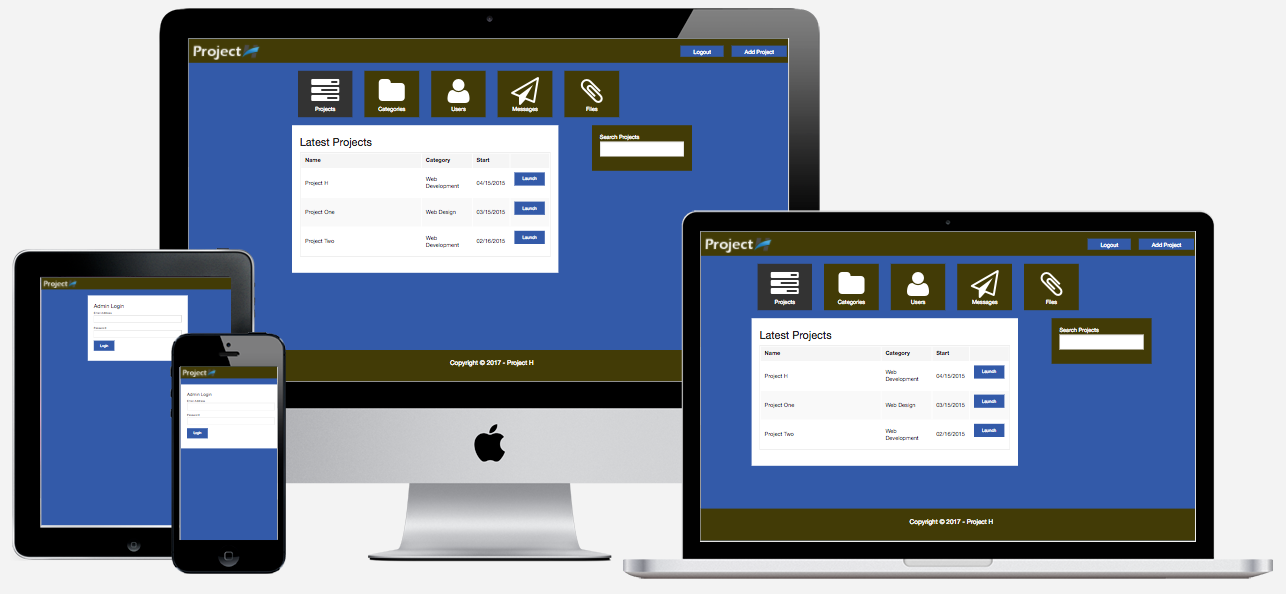 Project
Logout
Add Project
Projects
Categories
Users
Messages
Files
Latest Projects
Search Projects
Name Category Start
Project H Web Development 04/15/2015 Launch
Project One Web Design 03/15/2015 Launch
Project Two Web Development 02/16/2015 Launch
Copyright © 2017 - Project H
Project
Admin Login
Email Address
Password
Login
Project
Admin Login
Email Address
Password
Login
Project
Logout
Add Project
Projects
Categories
Users
Messages
Files
Latest Projects
Search Projects
Name Category Start
Project H Web Development 04/15/2015 Launch
Project One Web Design 03/15/2015 Launch
Project Two Web Development 02/16/2015 Launch
Copyright © 2017 - Project H